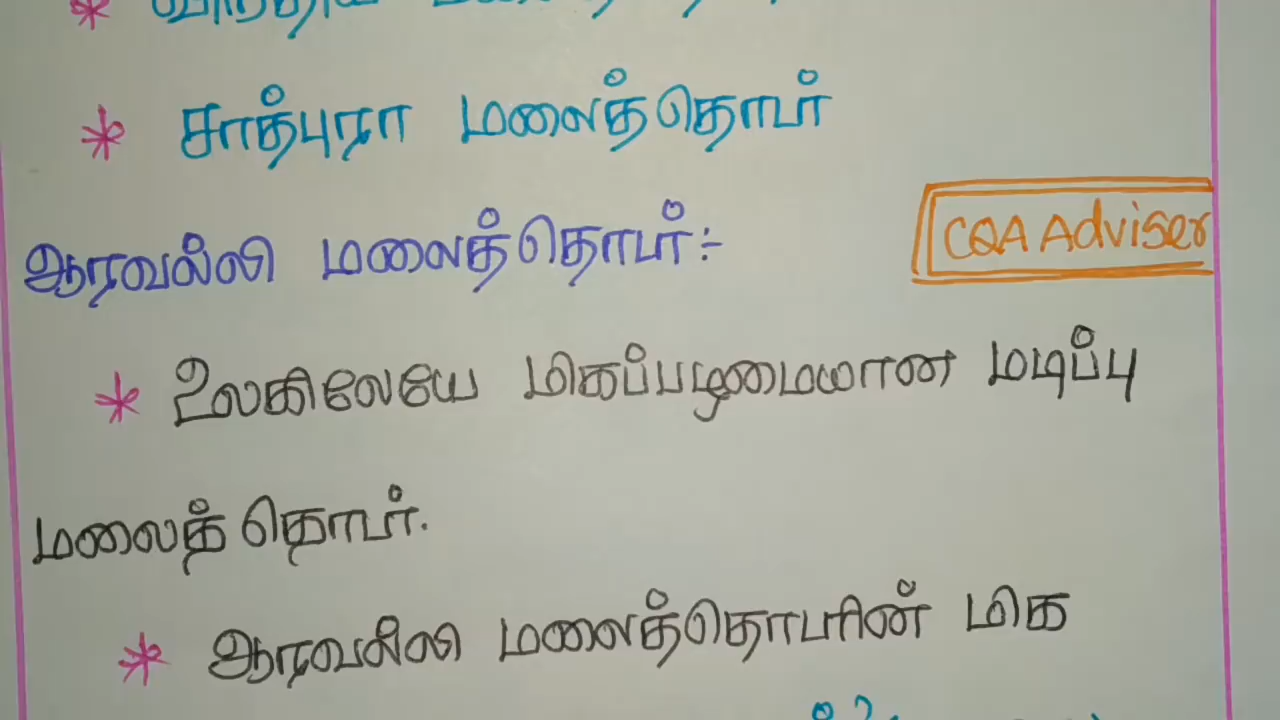 * சாத்புரா மலைத்தொடர்
ஆரவல்லி மலைத்தொடர்:-
CQA Adviser
* உலகிலேயே மிகப்பழமையான மடிப்பு
மலைத் தொடர்.
* ஆரவல்லி மலைத்தொடரின் மிக